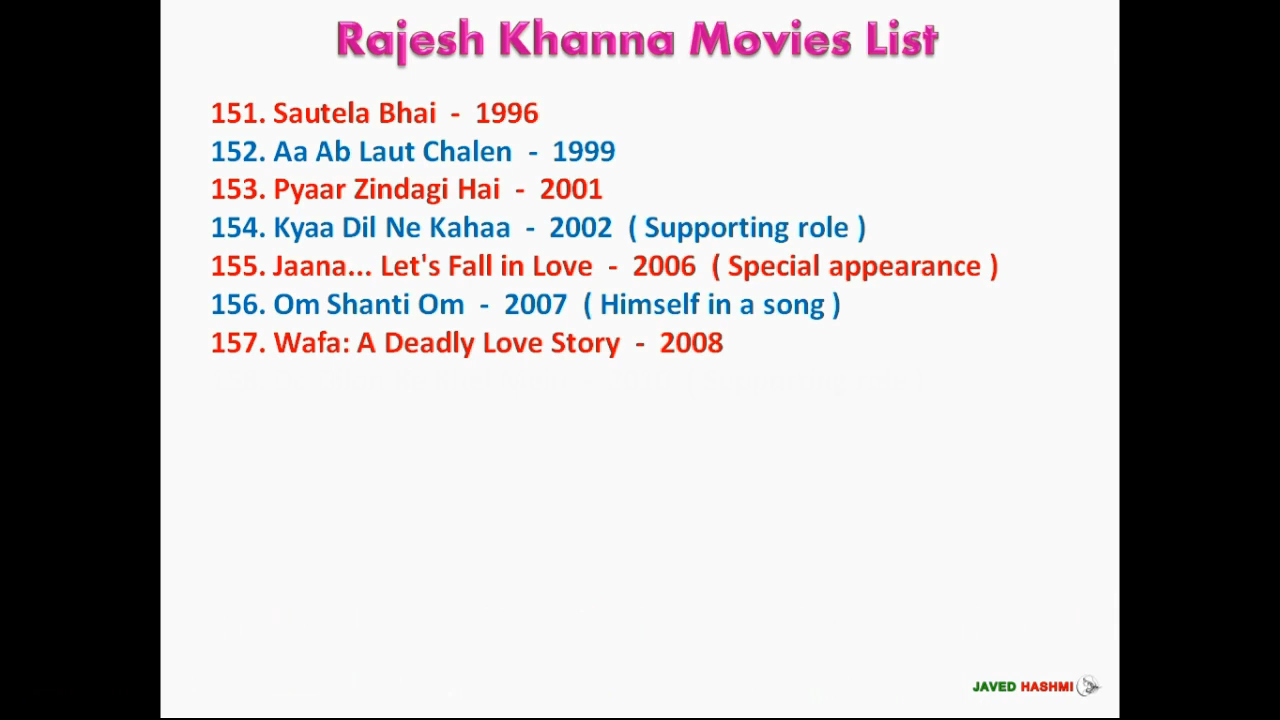 Rajesh Khanna Movies List
151. Sautela Bhai - 1996
152. Aa Ab Laut Chalen - 1999
153. Pyaar Zindagi Hai - 2001
154. Kyaa Dil Ne Kahaa - 2002 ( Supporting role )
155. Jaana... Let's Fall in Love - 2006 ( Special appearance )
156. Om Shanti Om - 2007 ( Himself in a song )
157. Wafa: A Deadly Love Story - 2008
JAVED HASHMI